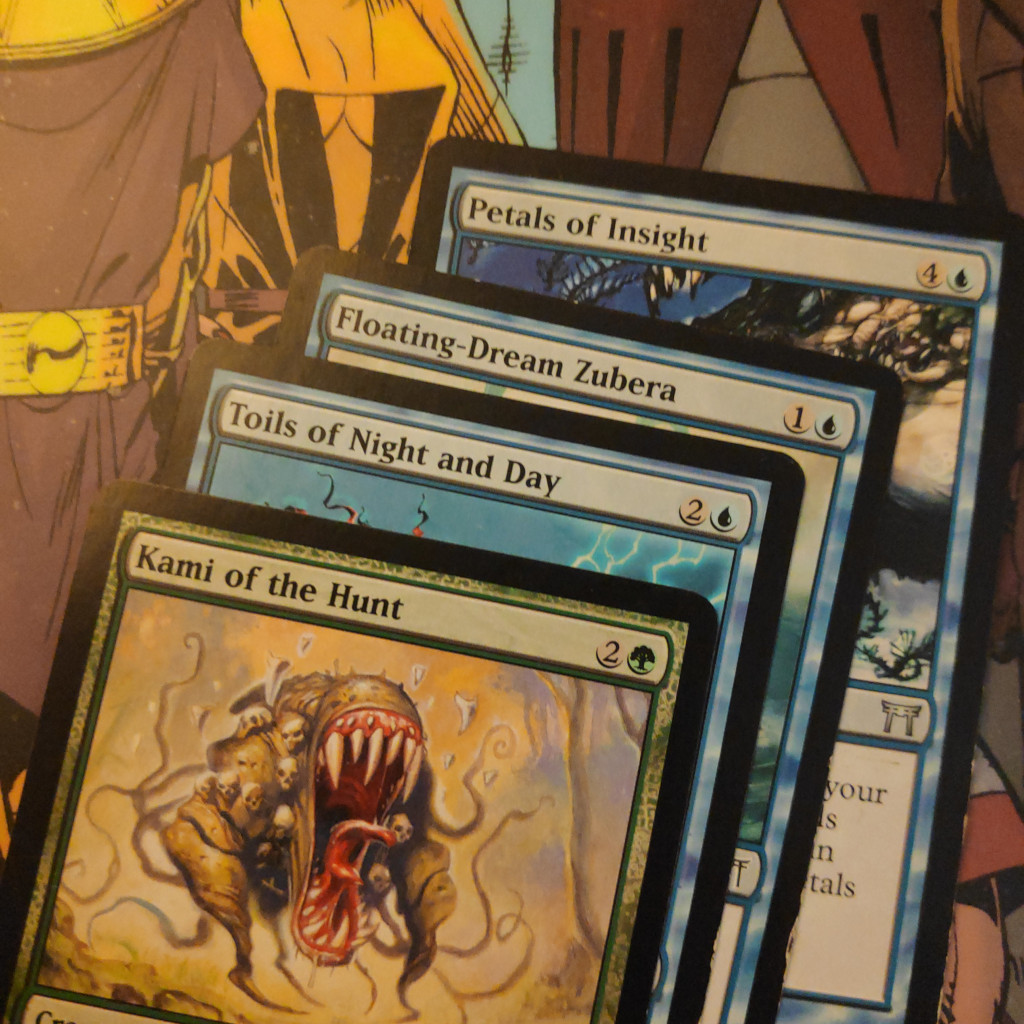 Petals of Insight
4
Floating-Dream Zubera
1
Toils of Night and Day
2
Kami of the Hunt
2
your